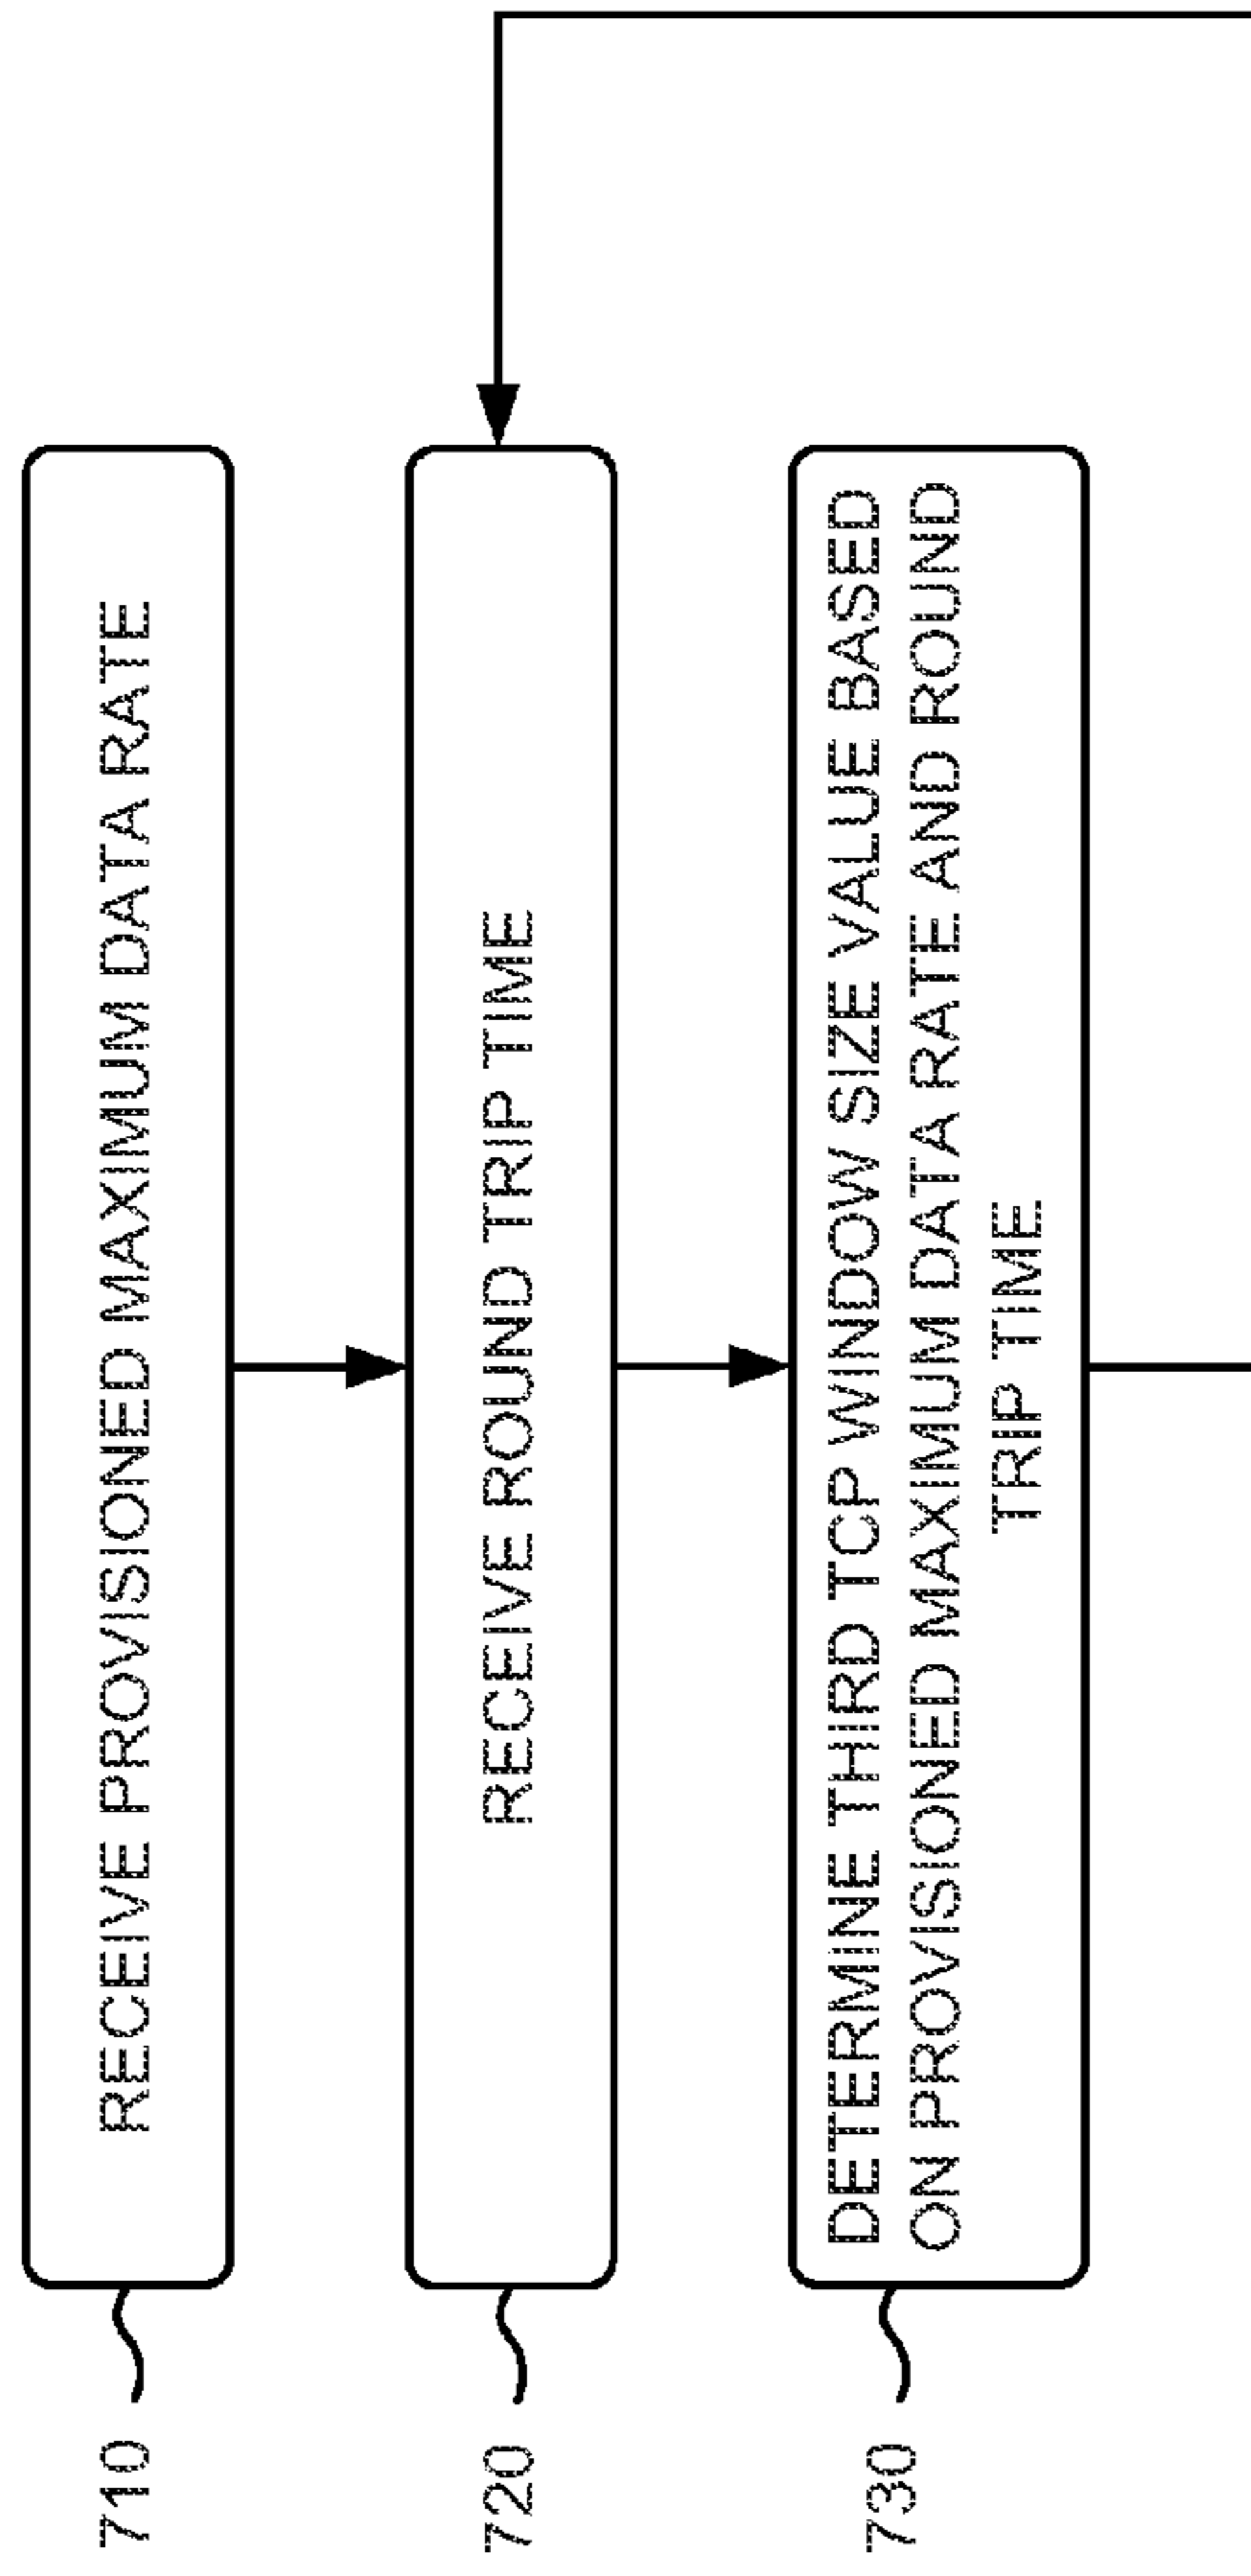 710
RECEIVE PROVISIONED MAXIMUM DATA RATE
720
RECEIVE ROUND TRIP TIME
730
DETERMINE THIRD TCP WINDOW SIZE VALUE BASED
ON PROVISIONED MAXIMUM DATA RATE AND ROUND
TRIP TIME